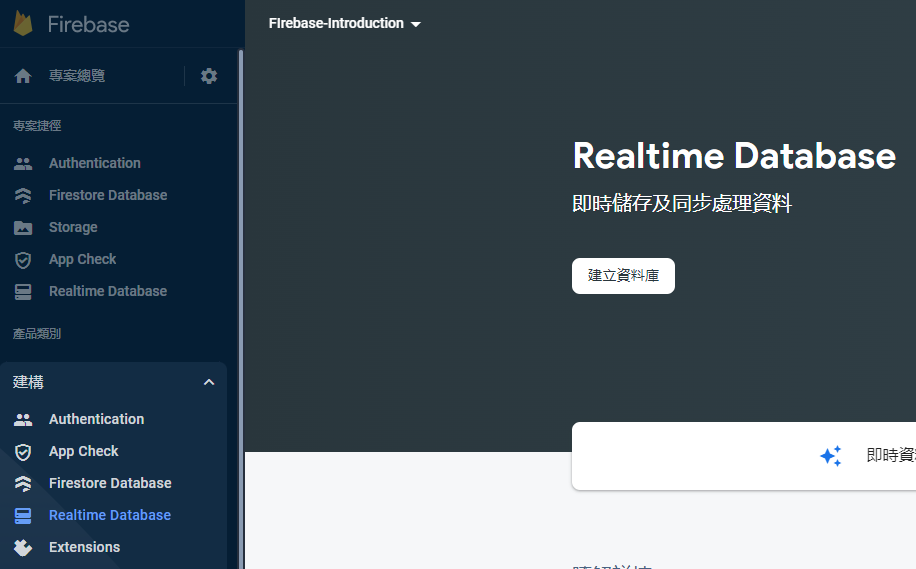 Firebase
專案總覽
專案捷徑
Authentication
Firestore Database
Storage
App Check
Realtime Database
產品類別
建構
Authentication
App Check
Firestore Database
Realtime Database
Extensions
FIrebase-Introduction
Realtime Database
即時儲存及同步處理資料
建立資料庫
即時資